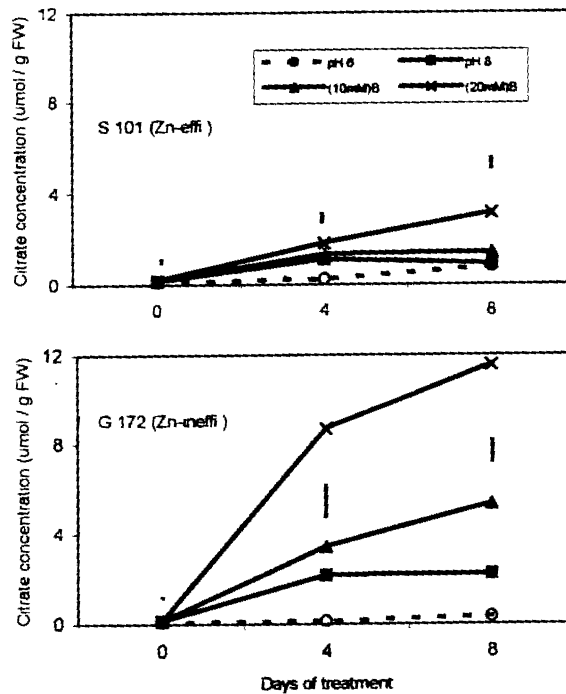 12
8
4
0
Citrate concentration (umol / g FW)
pH 6
pH 8
(10mM)B
(20mM)B
S 101 (Zn-effi )
0
4
8
12
8
4
0
Citrate concentration (umol / g FW)
G 172 (Zn-ineffi )
0
4
8
Days of treatment